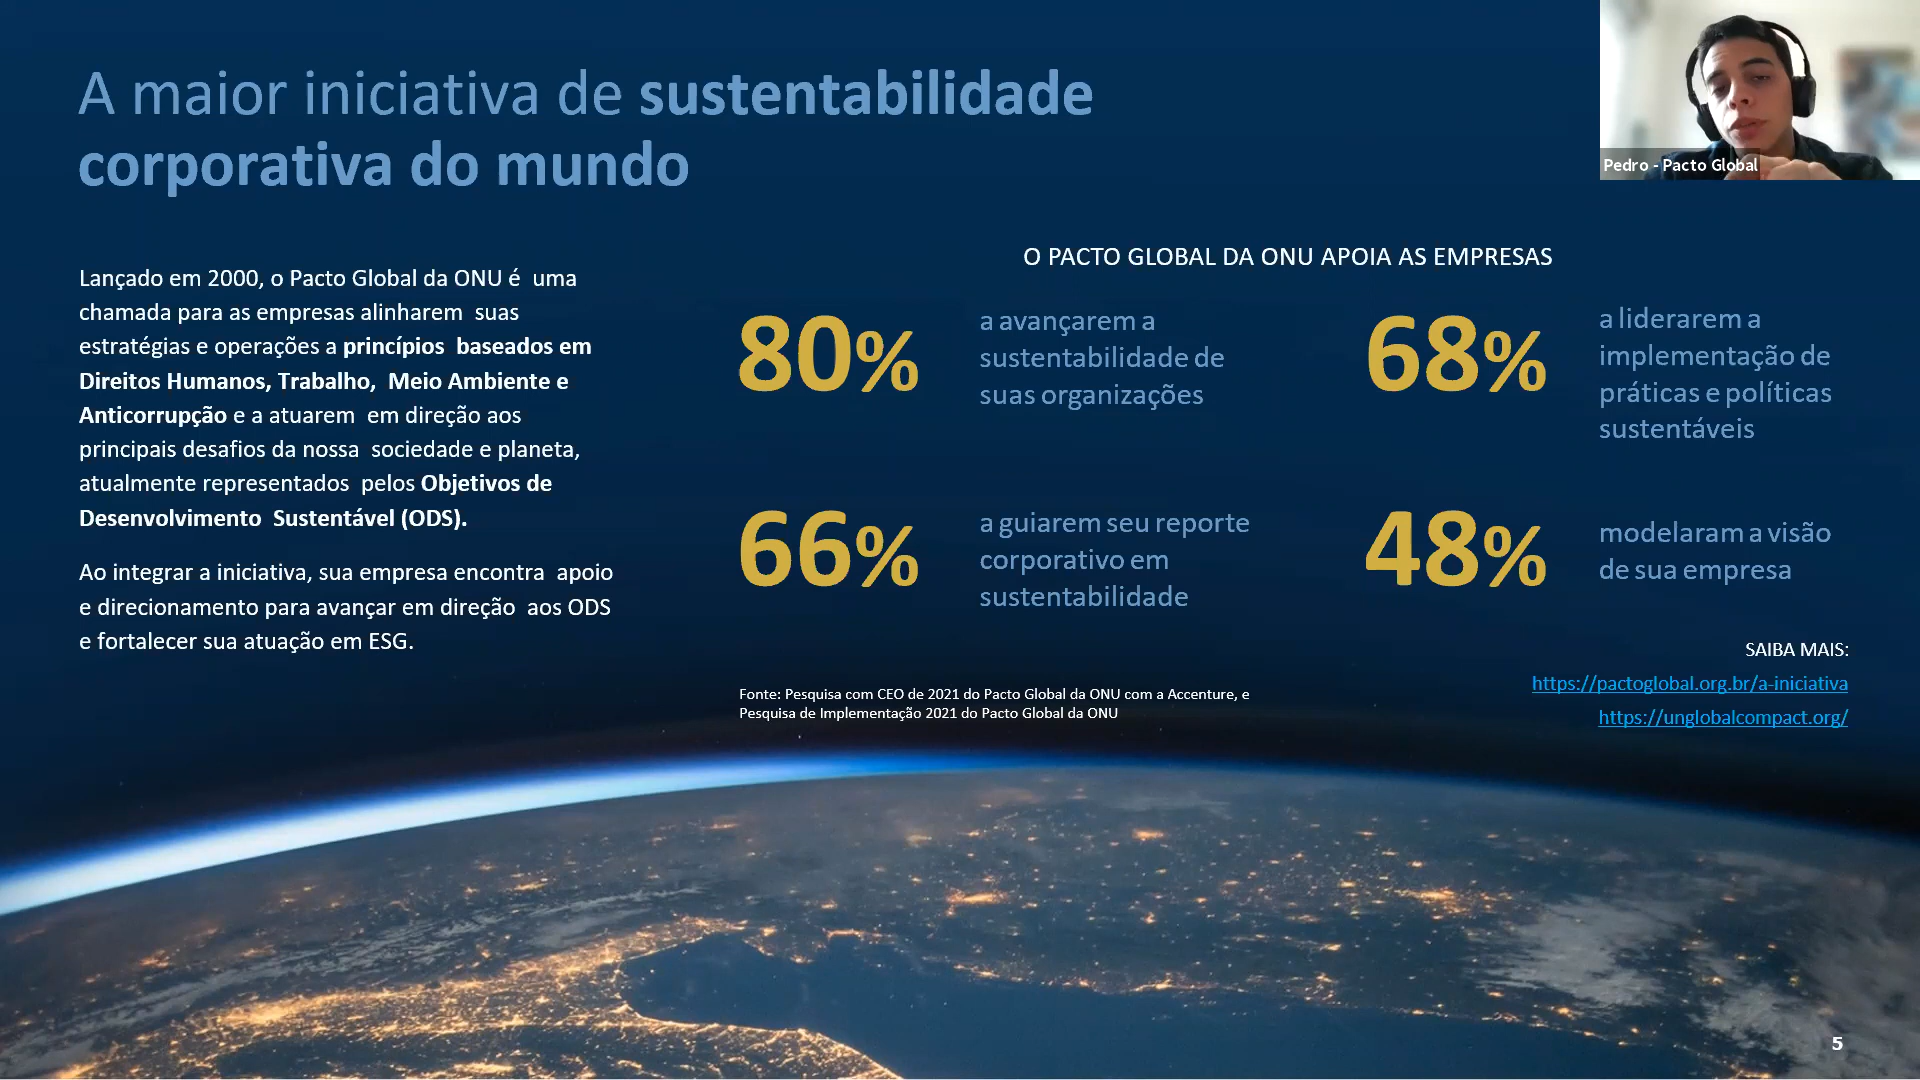 A maior iniciativa de sustentabilidade
corporativa do mundo
Pedro - Pacto Global
Lançado em 2000, o Pacto Global da ONU é uma
chamada para as empresas alinharem suas
estratégias e operações a princípios baseados em
Direitos Humanos, Trabalho, Meio Ambiente e
Anticorrupção e a atuarem em direção aos
principais desafios da nossa sociedade e planeta,
atualmente representados pelos Objetivos de
Desenvolvimento Sustentável (ODS).
Ao integrar a iniciativa, sua empresa encontra apoio
e direcionamento para avançar em direção aos ODS
e fortalecer sua atuação em ESG.
O PACTO GLOBAL DA ONU APOIA AS EMPRESAS
80%
a avançarem a
sustentabilidade de
suas organizações
68%
a liderarem a
implementação de
práticas e políticas
sustentáveis
66%
a guiarem seu reporte
corporativo em
sustentabilidade
48%
modelaram a visão
de sua empresa
Fonte: Pesquisa com CEO de 2021 do Pacto Global da ONU com a Accenture, e
Pesquisa de Implementação 2021 do Pacto Global da ONU
SAIBA MAIS:
https://pactoglobal.org.br/a-iniciativa
https://unglobalcompact.org/
5